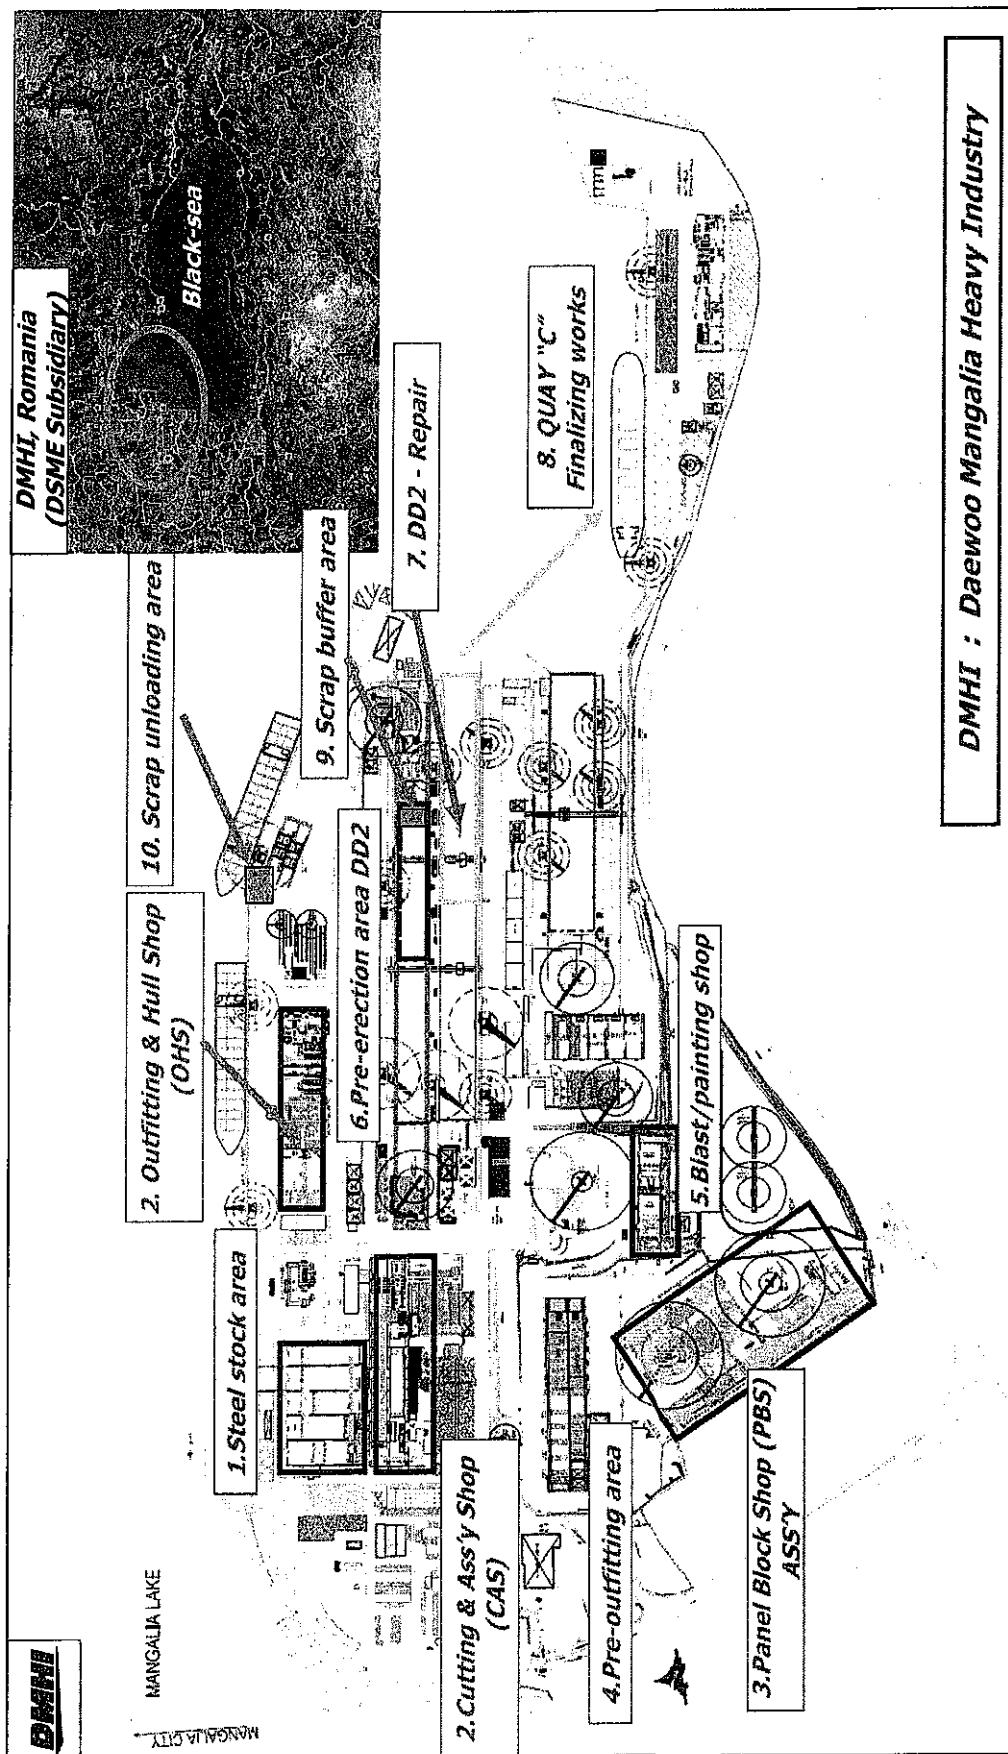 DMHI
MANGALIA LAKE
MANGALIA CITY
DMHI, Romania
(DSME Subsidiary)
Black-sea
10. Scrap unloading area
2. Outfitting & Hull Shop
(OHS)
1.Steel stock area
9. Scrap buffer area
6.Pre-erection area DD2
7. DD2 - Repair
8. QUAY "C"
Finalizing works
2.Cutting & Ass'y Shop
(CAS)
5.Blast/painting shop
4.Pre-outfitting area
3.Panel Block Shop (PBS)
ASS'Y
DMHI : Daewoo Mangalia Heavy Industry